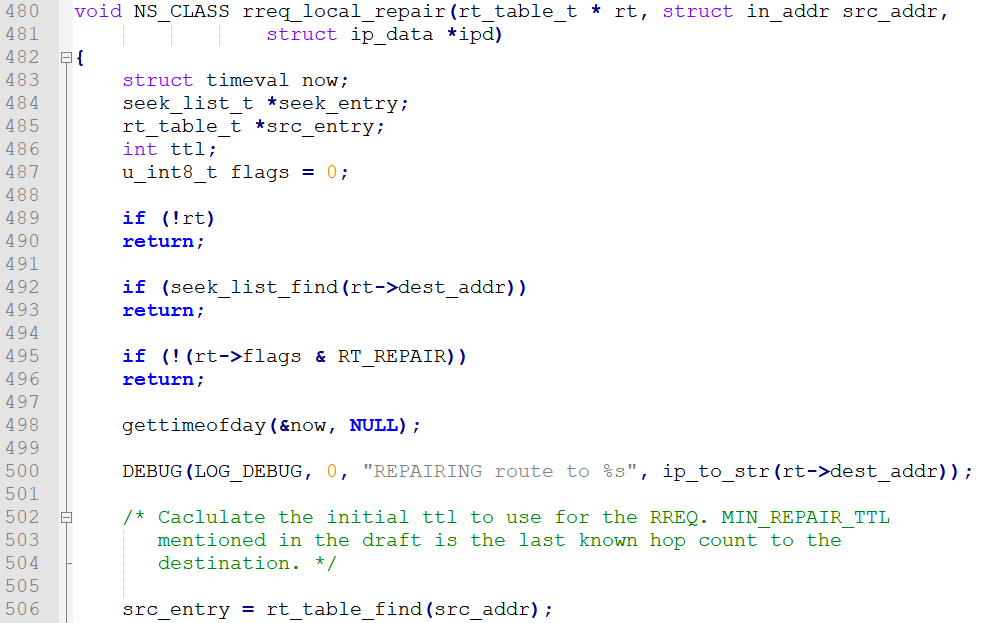 480 void NS_CLASS rreq_local_repair(rt_table_t * rt, struct in_addr src_addr,
481                 struct ip_data *ipd)
482 {
483     struct timeval now;
484     seek_list_t *seek_entry;
485     rt_table_t *src_entry;
486     int ttl;
487     u_int8_t flags = 0;
488
489     if (!rt)
490     return;
491
492     if (seek_list_find(rt->dest_addr))
493     return;
494
495     if (!(rt->flags & RT_REPAIR))
496     return;
497
498     gettimeofday(&now, NULL);
499
500     DEBUG(LOG_DEBUG, 0, "REPAIRING route to %s", ip_to_str(rt->dest_addr));
501
502     /* Caclulate the initial ttl to use for the RREQ. MIN_REPAIR_TTL
503        mentioned in the draft is the last known hop count to the
504        destination. */
505
506     src_entry = rt_table_find(src_addr);